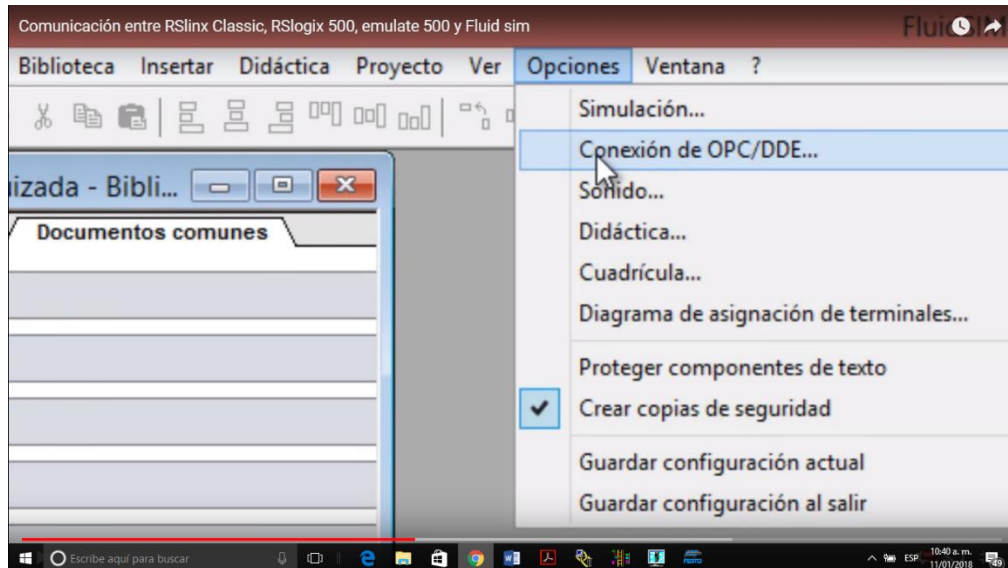 Comunicación entre RSlinx Classic, RSlogix 500, emulate 500 y Fluid sim
Biblioteca Insertar Didáctica Proyecto Ver Opciones Ventana ?
Simulación...
Conexión de OPC/DDE...
Sonido...
Didáctica...
Cuadrícula...
Diagrama de asignación de terminales...
Proteger componentes de texto
Crear copias de seguridad
Guardar configuración actual
Guardar configuración al salir
izada - Bibli...
Documentos comunes
Escribe aquí para buscar
ESP
10:40 a. m.
11/01/2018